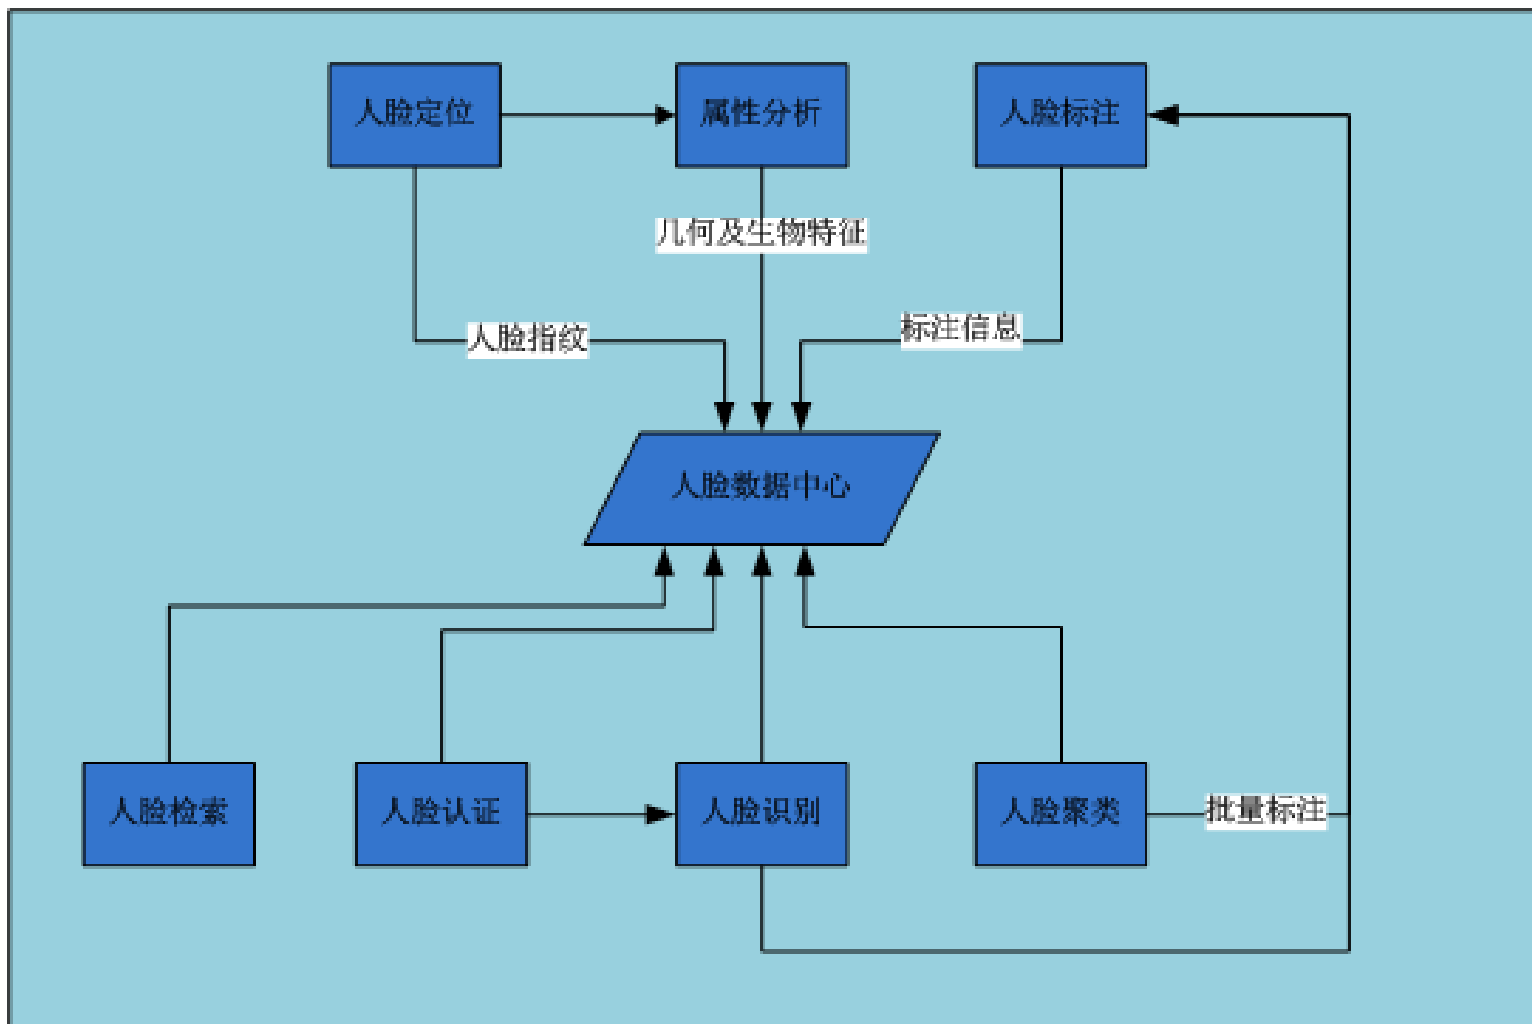 人脸定位
属性分析
人脸标注
几何及生物特征
人脸指纹
标注信息
人脸数据中心
人脸检索
人脸认证
人脸识别
人脸聚类
批量标注